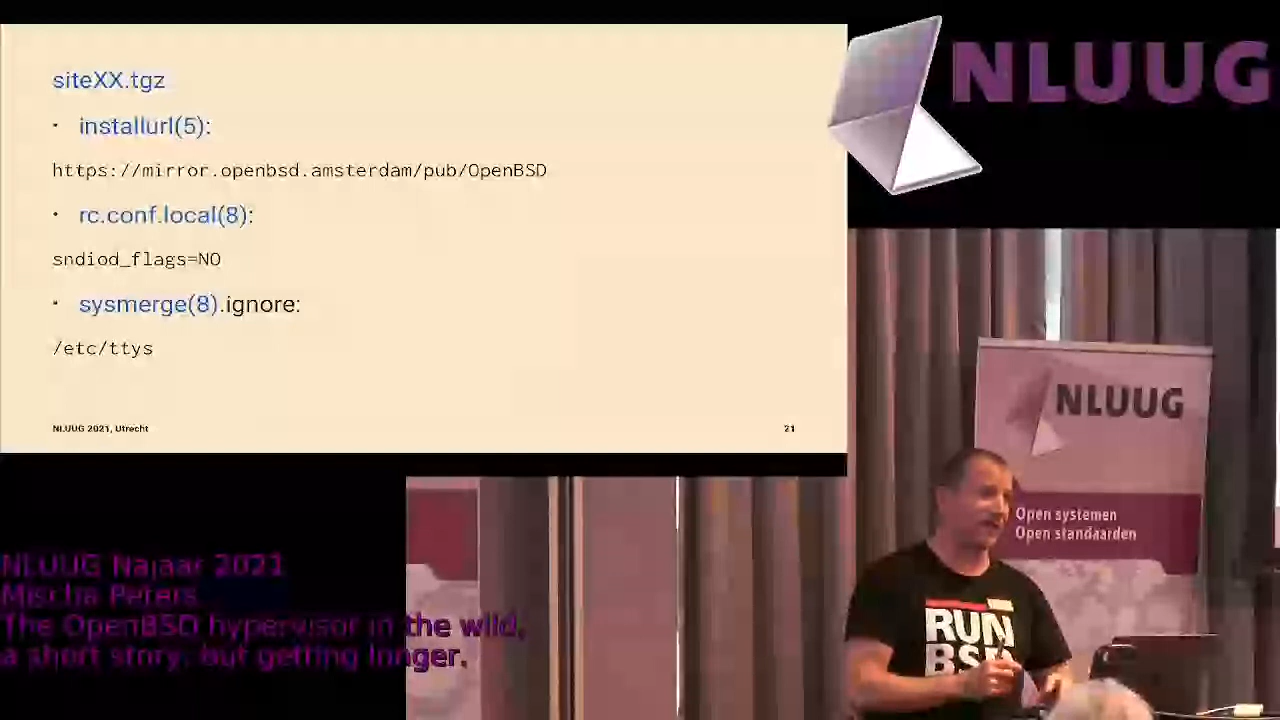 siteXX.tgz
· installurl(5):
https://mirror.openbsd.amsterdam/pub/OpenBSD
· rc.conf.local(8):
sndiod_flags=NO
· sysmerge(8).ignore:
/etc/ttys
NLUUG 2021, Utrecht
21
NLUUG
NLUUG
Open systemen
Open standaarden
RUN
BSD
NLUUG Najaar 2021
Mischa Peters
The OpenBSD hypervisor in the wild,
a short story, but getting longer.